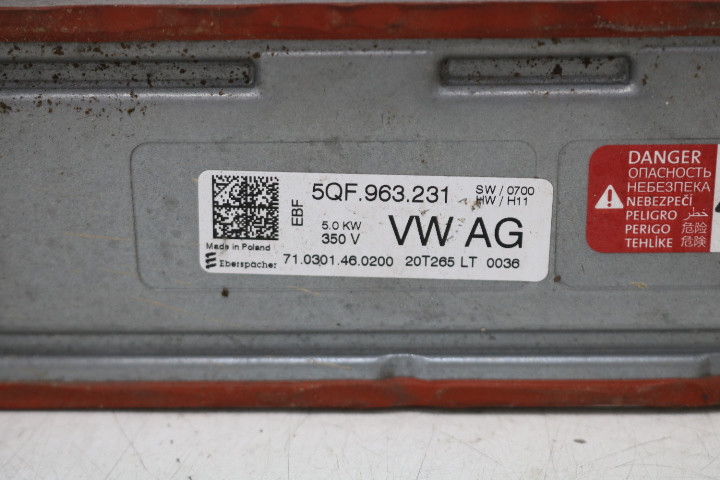 5QF.963.231 SW / 0700
HW / H11
EBF
5.0 KW
350 V VW AG
Made in Poland
Eberspächer 71.0301.46.0200 20T265 LT 0036
DANGER
ОПАСНОСТЬ
НЕБЕЗПЕКА
NEBEZPEČÍ
PELIGRO خطر
PERIGO 危险
TEHLİKE 危険